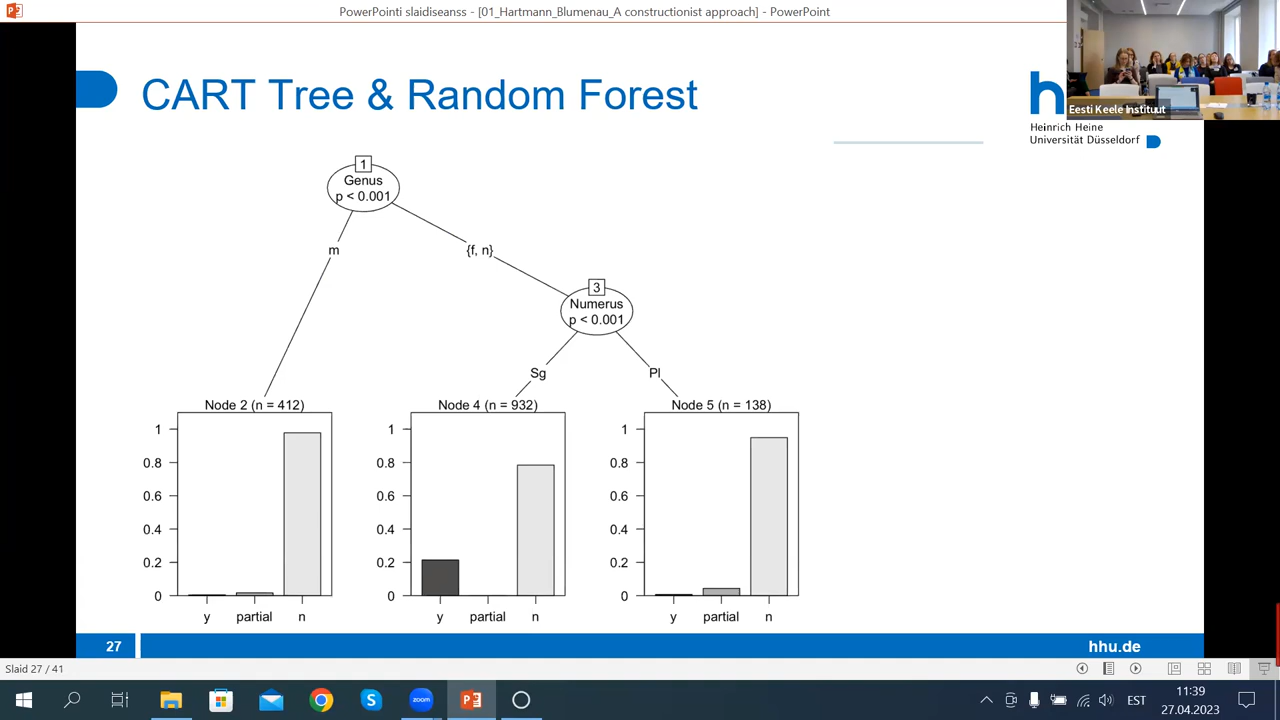 PowerPointi slaidiseanss - [01_Hartmann_Blumenau_A constructionist approach] - PowerPoint
CART Tree & Random Forest
h
Eesti Keele Instituut
Heinrich Heine
Universität Düsseldorf
1
Genus
p < 0.001
m
{f, n}
3
Numerus
p < 0.001
Sg
Pl
Node 2 (n = 412)
1
0.8
0.6
0.4
0.2
0
y
partial
n
Node 4 (n = 932)
1
0.8
0.6
0.4
0.2
0
y
partial
n
Node 5 (n = 138)
1
0.8
0.6
0.4
0.2
0
y
partial
n
27
hhu.de
Slaid 27 / 41
zoom
EST
11:39
27.04.2023